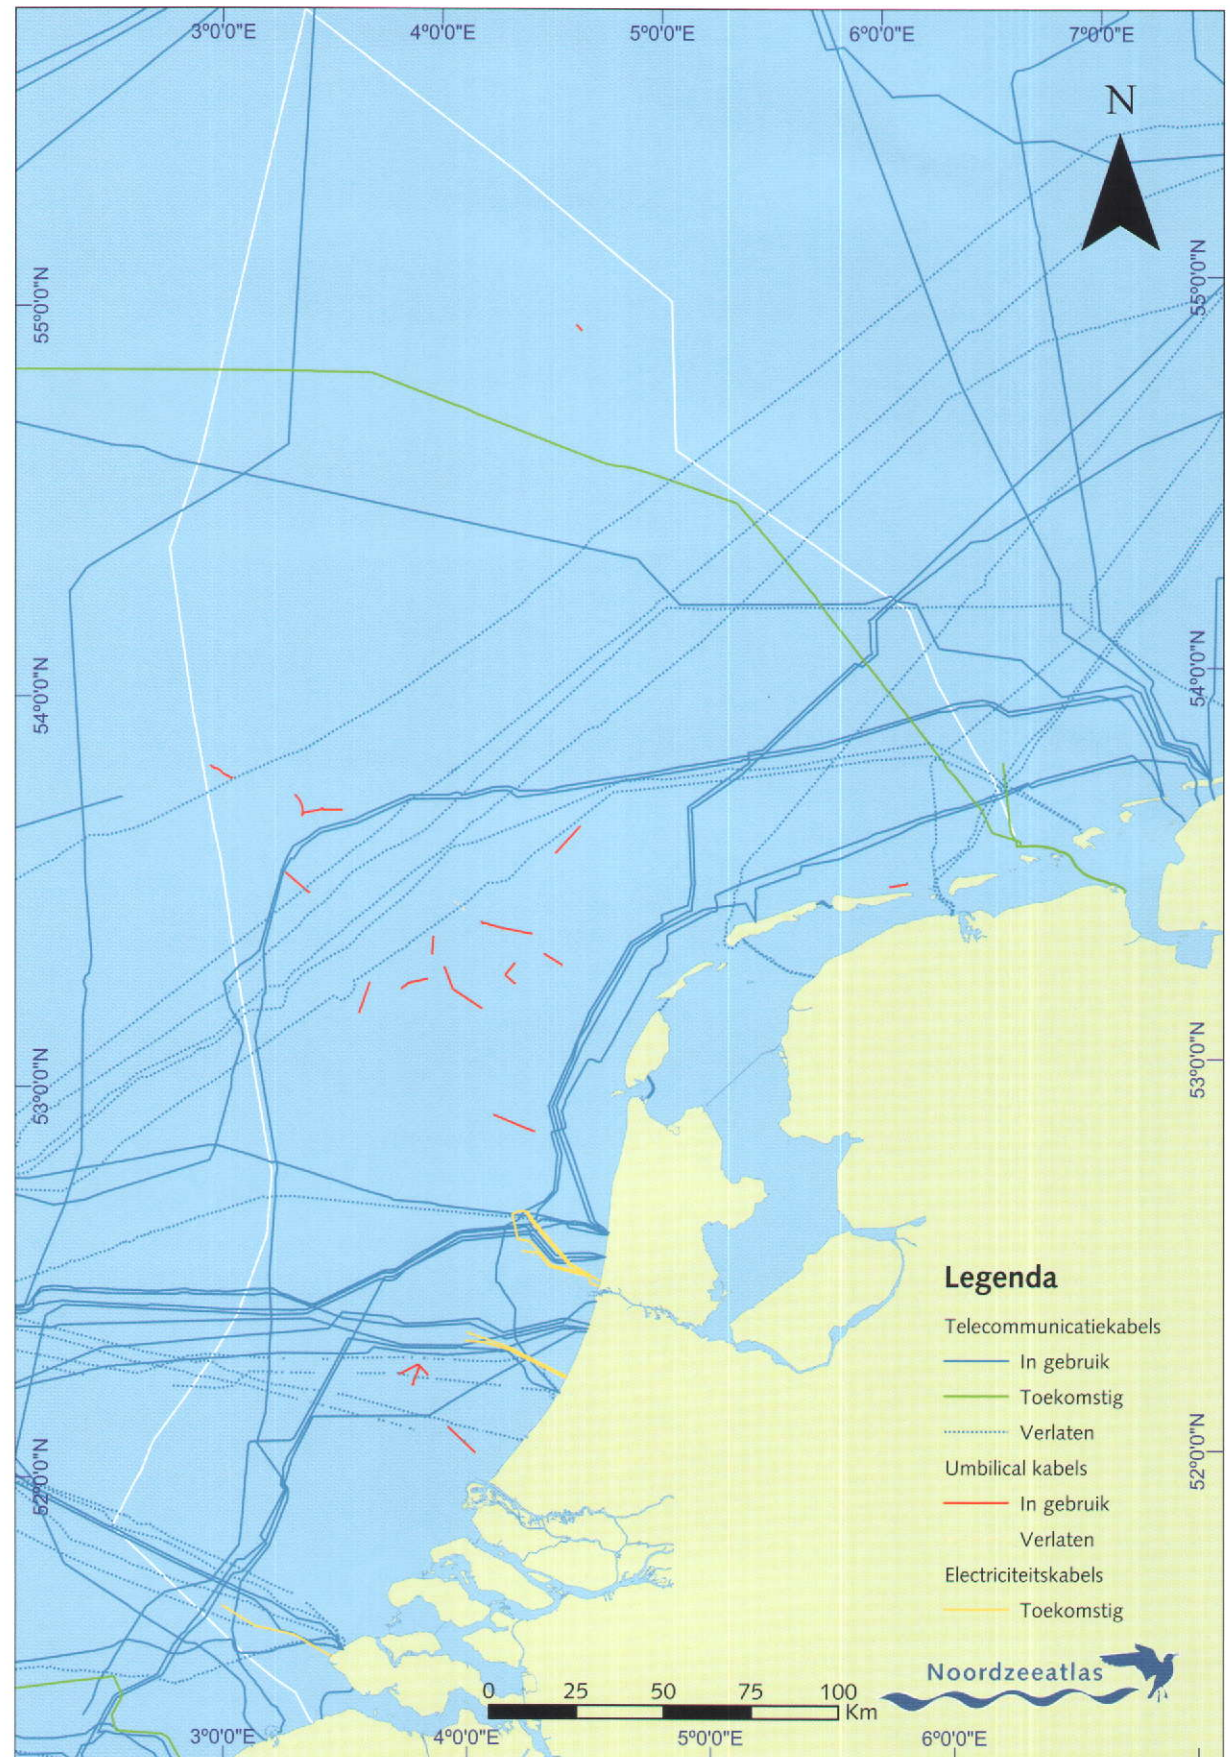 3°0'0"E 4°0'0"E 5°0'0"E 6°0'0"E 7°0'0"E
N
55°0'0"N 55°0'0"N
54°0'0"N 54°0'0"N
53°0'0"N 53°0'0"N
Legenda
Telecommunicatiekabels
In gebruik
Toekomstig
Verlaten
52°0'0"N 52°0'0"N
Umbilical kabels
In gebruik
Verlaten
Electriciteitskabels
Toekomstig
Noordzeeatlas
0 25 50 75 100
Km
3°0'0"E 4°0'0"E 5°0'0"E 6°0'0"E